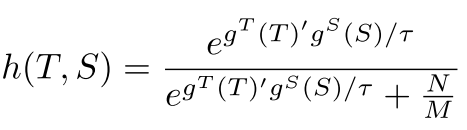 h(T, S) = \frac{e^{g^T(T)'g^S(S)/\tau}}{e^{g^T(T)'g^S(S)/\tau} + \frac{N}{M}}